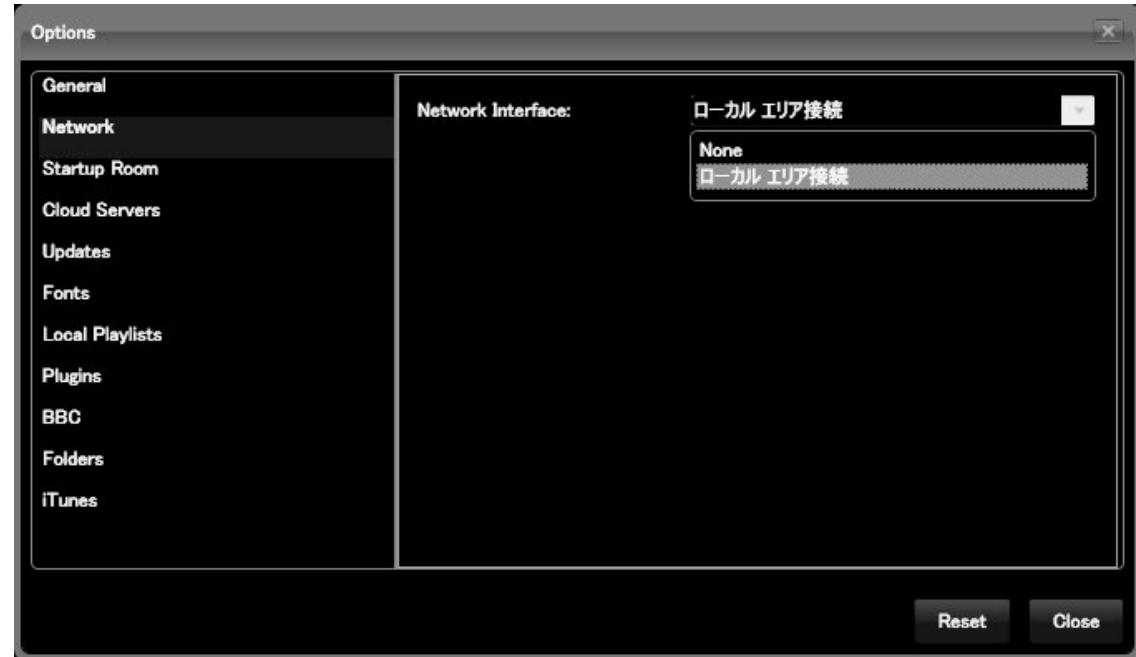 Options
General
Network
Startup Room
Cloud Servers
Updates
Fonts
Local Playlists
Plugins
BBC
Folders
iTunes
Network Interface:
ローカル エリア接続
None
ローカル エリア接続
Reset
Close